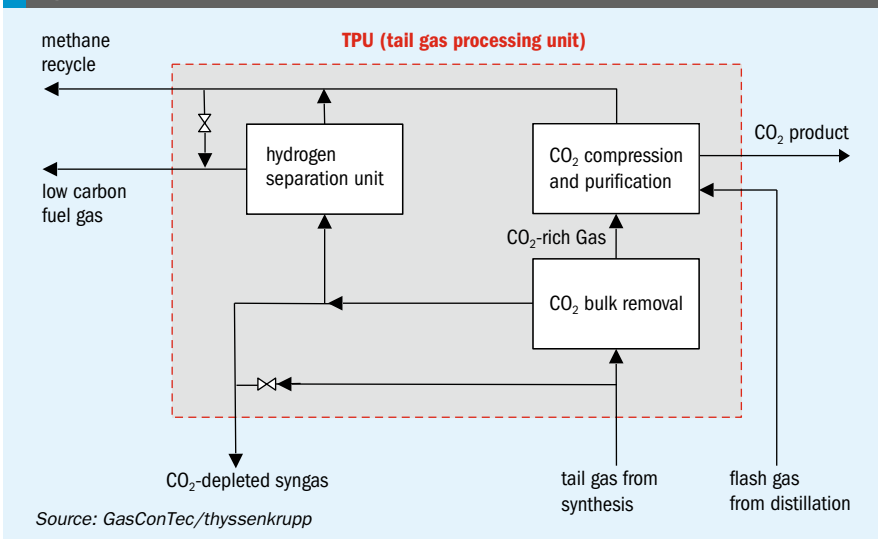 methane
recycle
TPU (tail gas processing unit)
CO₂ product
hydrogen
separation unit
CO₂ compression
and purification
low carbon
fuel gas
CO₂-rich Gas
CO₂ bulk removal
CO₂-depleted syngas
tail gas from
synthesis
flash gas
from distillation
Source: GasConTec/thyssenkrupp